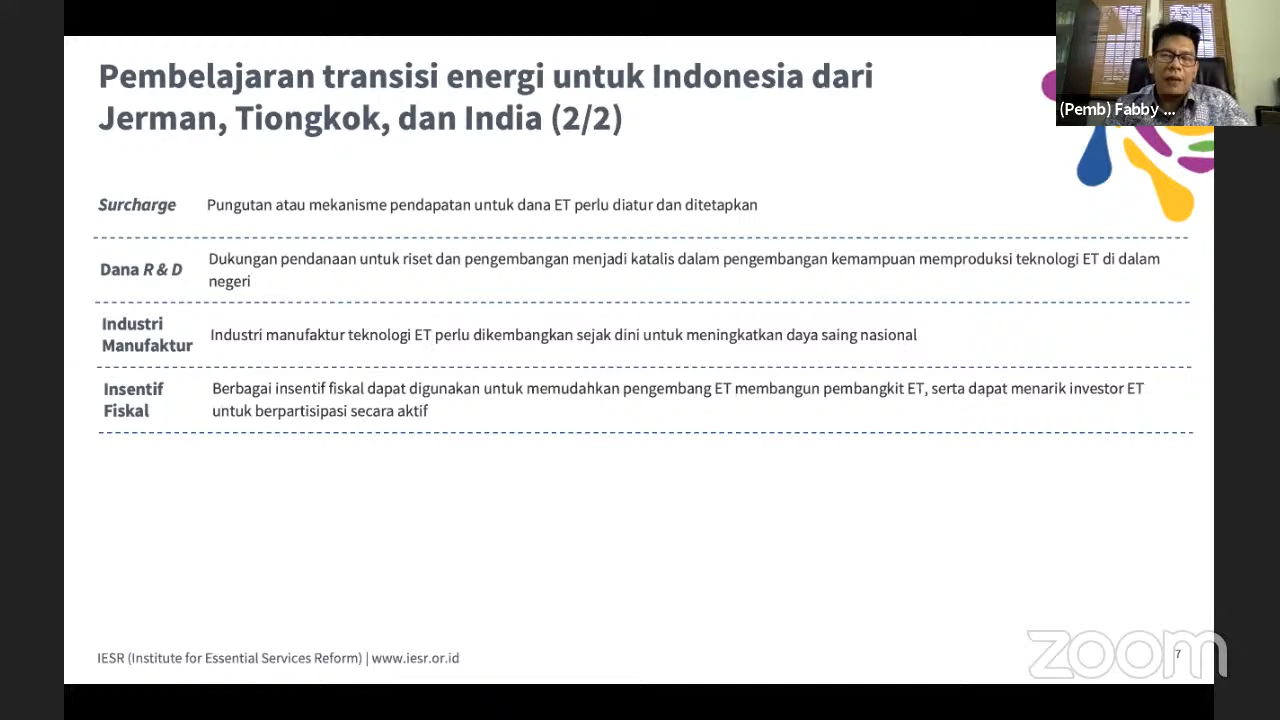 Pembelajaran transisi energi untuk Indonesia dari
Jerman, Tiongkok, dan India (2/2)
(Pemb) Fabby ...
Surcharge Pungutan atau mekanisme pendapatan untuk dana ET perlu diatur dan ditetapkan
Dana R & D Dukungan pendanaan untuk riset dan pengembangan menjadi katalis dalam pengembangan kemampuan memproduksi teknologi ET di dalam
negeri
Industri
Manufaktur Industri manufaktur teknologi ET perlu dikembangkan sejak dini untuk meningkatkan daya saing nasional
Insentif
Fiskal Berbagai insentif fiskal dapat digunakan untuk memudahkan pengembang ET membangun pembangkit ET, serta dapat menarik investor ET
untuk berpartisipasi secara aktif
IESR (Institute for Essential Services Reform) | www.iesr.or.id
zoom
7